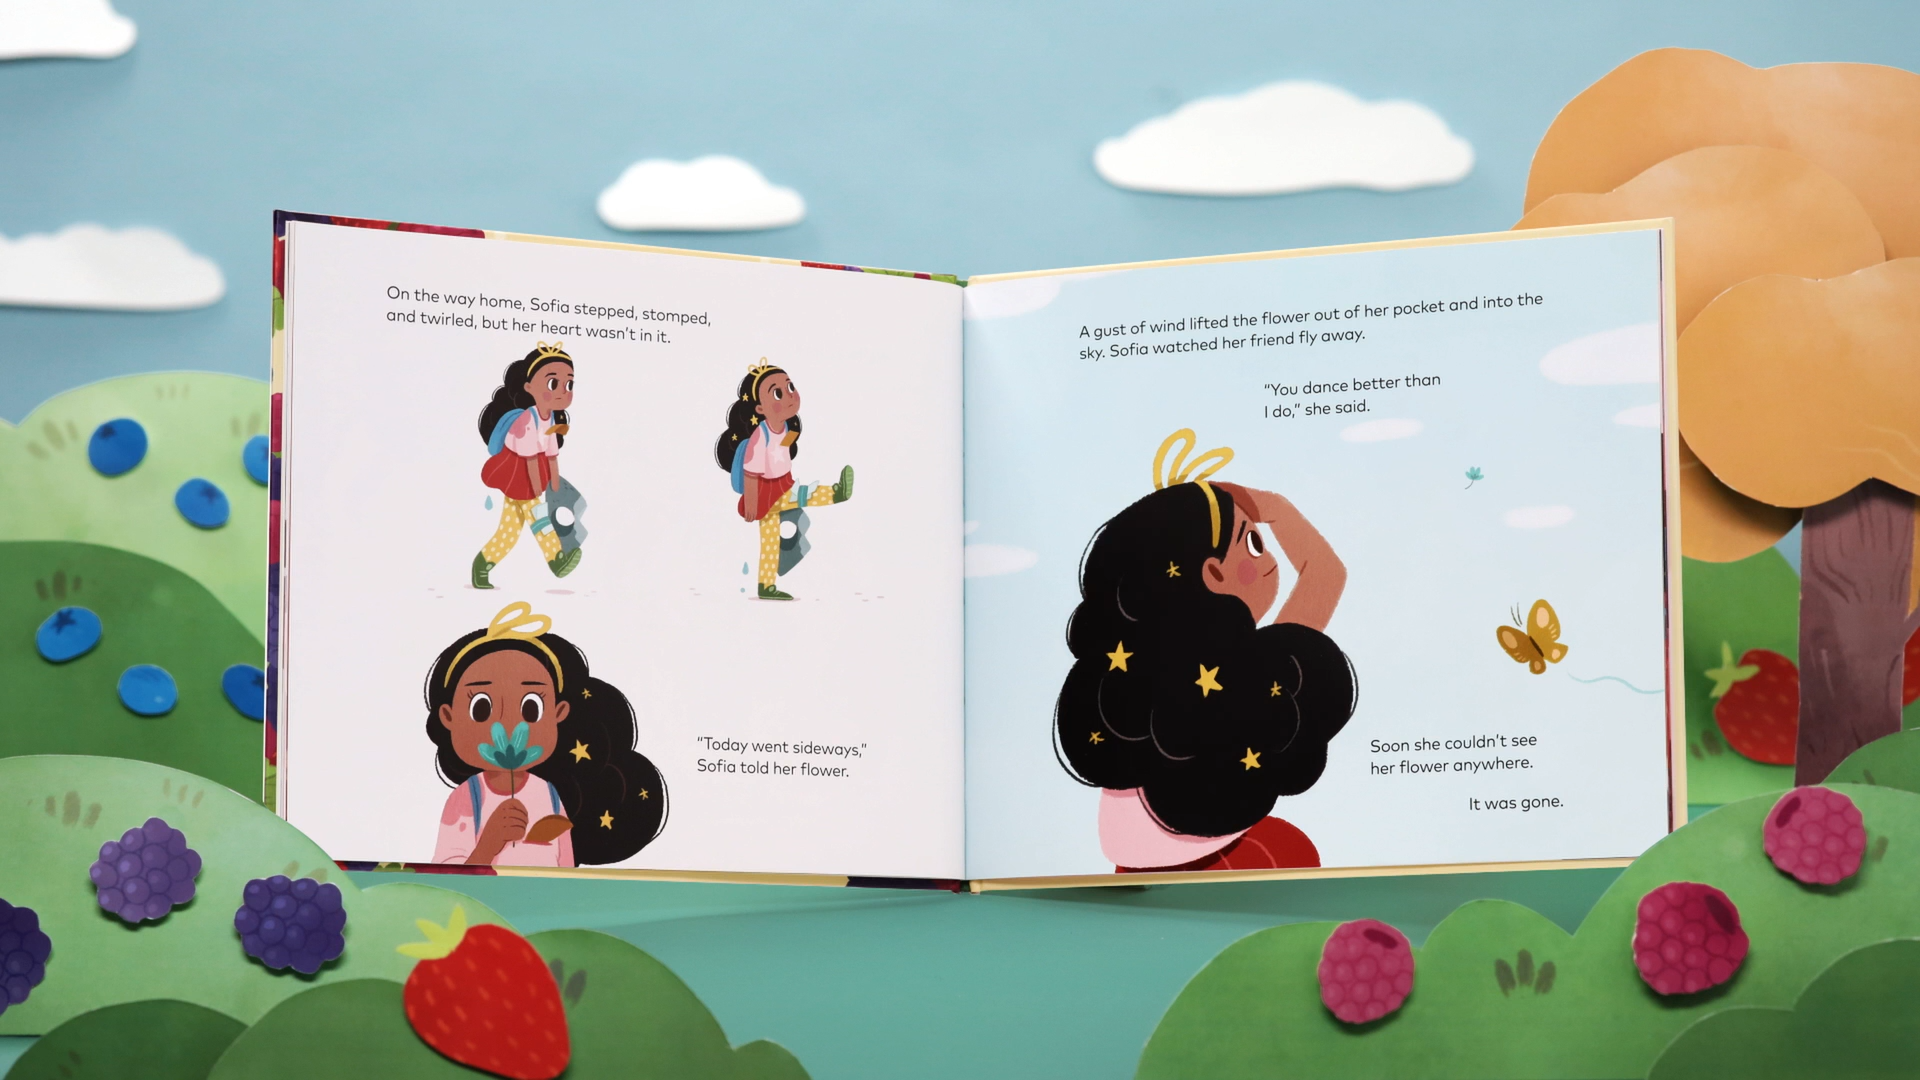 On the way home, Sofia stepped, stomped,
and twirled, but her heart wasn’t in it.
“Today went sideways,”
Sofia told her flower.
A gust of wind lifted the flower out of her pocket and into the
sky. Sofia watched her friend fly away.
“You dance better than
I do,” she said.
Soon she couldn’t see
her flower anywhere.
It was gone.